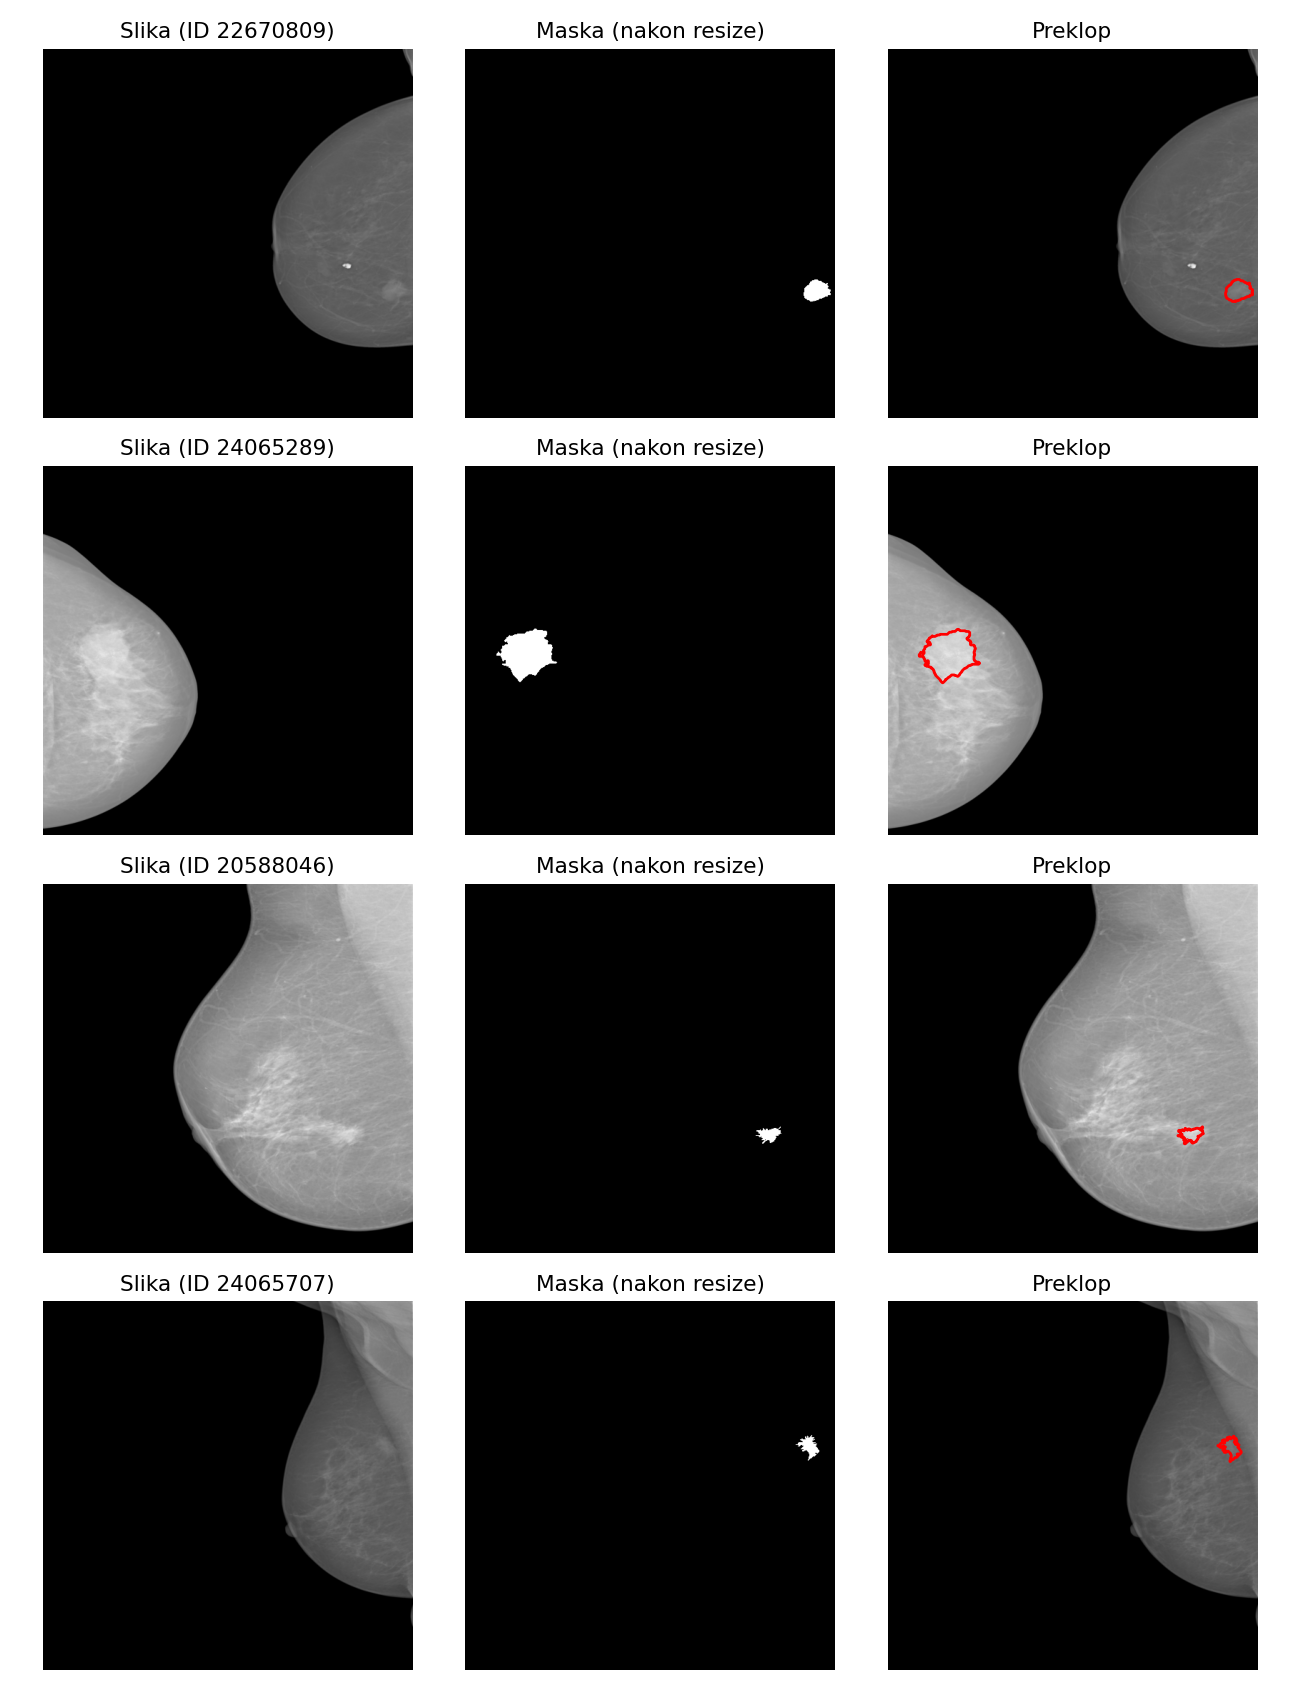 Slika (ID 22670809)
Maska (nakon resize)
Preklop
Slika (ID 24065289)
Maska (nakon resize)
Preklop
Slika (ID 20588046)
Maska (nakon resize)
Preklop
Slika (ID 24065707)
Maska (nakon resize)
Preklop